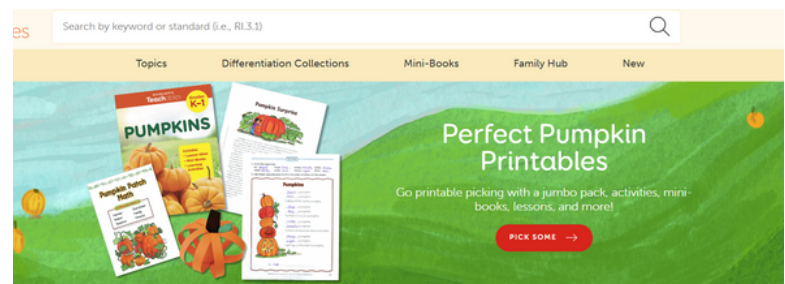 es
Search by keyword or standard (i.e., RI.3.1)
Topics Differentiation Collections Mini-Books Family Hub New
Teachables
Grades
K-1
PUMPKINS
Pumpkin Surprise
Pumpkin Patch
Math
Pumpkins
Perfect Pumpkin
Printables
Go printable picking with a jumbo pack, activities, mini-
books, lessons, and more!
PICK SOME